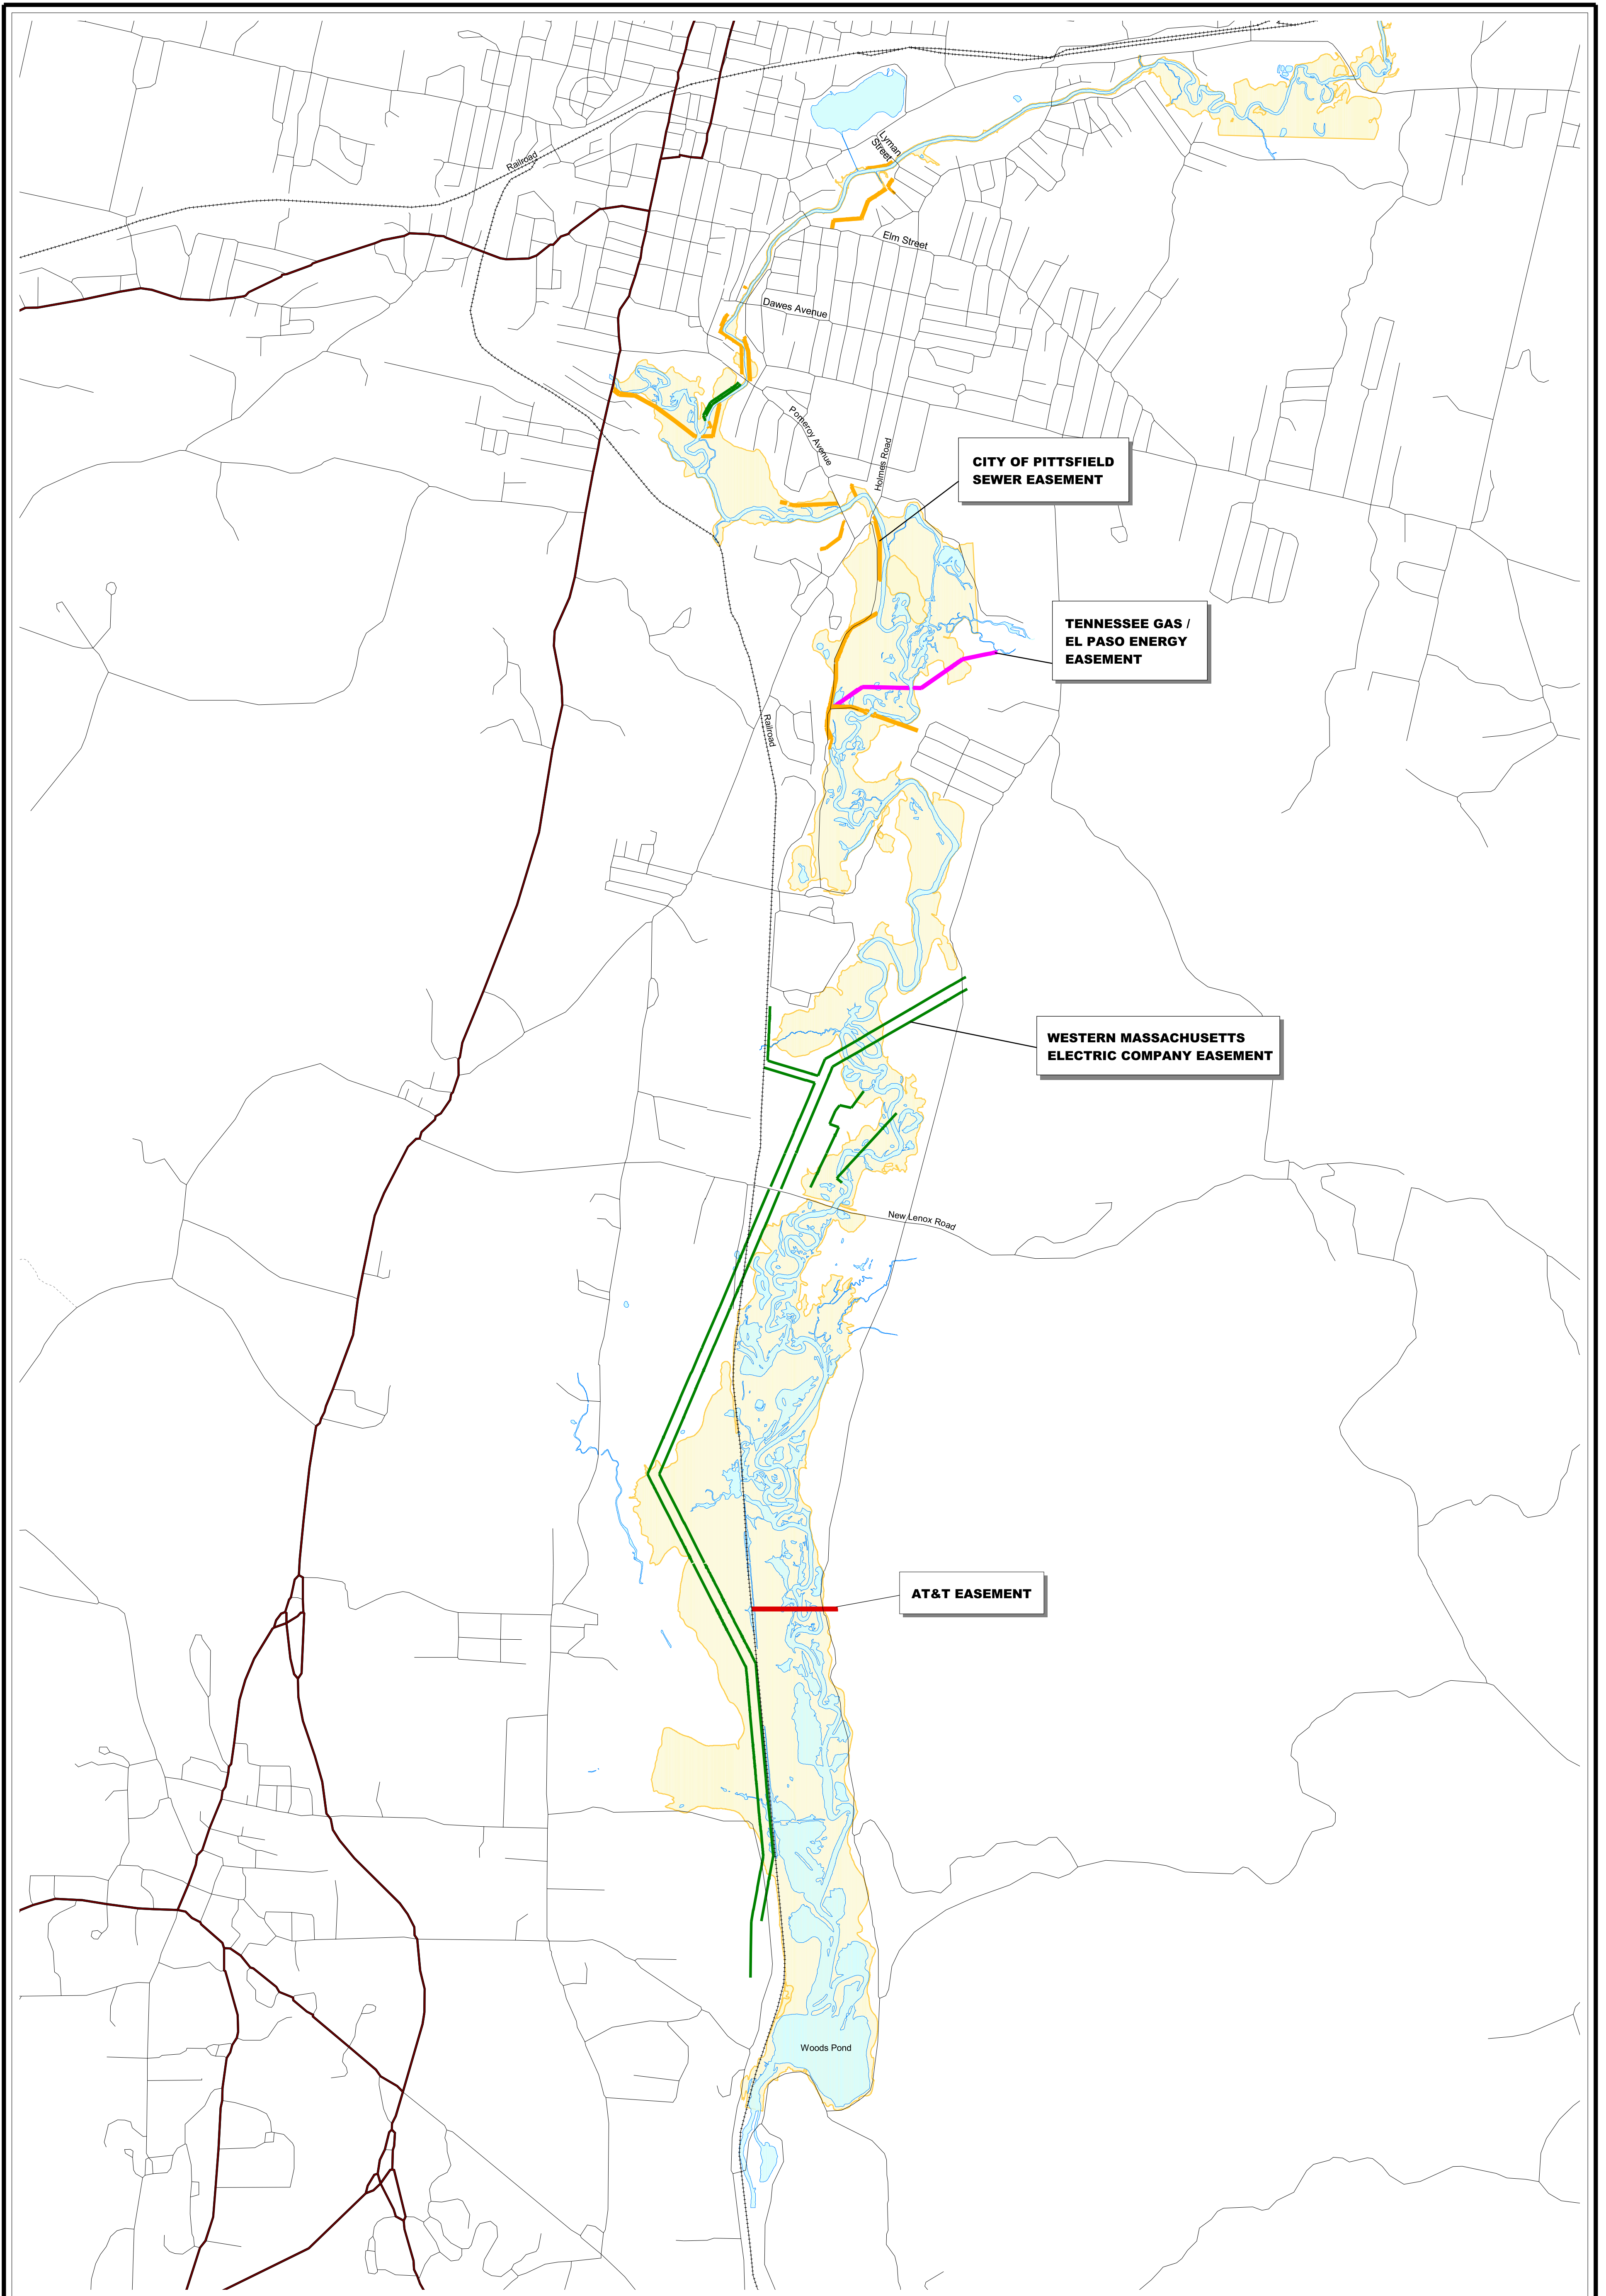 Lyman
Street
Railroad
Elm Street
Dawes Avenue
Pomeroy Avenue
Holmes Road
CITY OF PITTSFIELD
SEWER EASEMENT
TENNESSEE GAS /
EL PASO ENERGY
EASEMENT
Railroad
WESTERN MASSACHUSETTS
ELECTRIC COMPANY EASEMENT
New Lenox Road
AT&T EASEMENT
Woods Pond